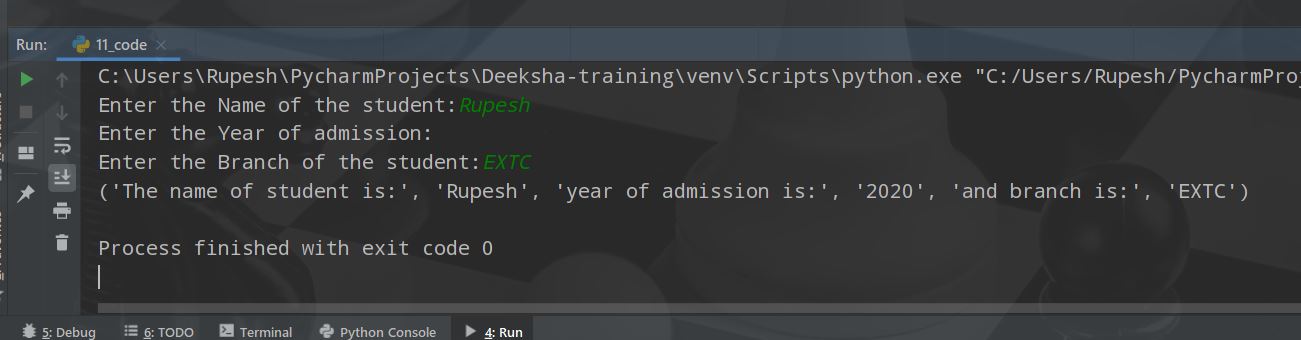 Run: 11_code
C:\Users\Rupesh\PycharmProjects\Deeksha-training\venv\Scripts\python.exe "C:/Users/Rupesh/PycharmProj
Enter the Name of the student:Rupesh
Enter the Year of admission:
Enter the Branch of the student:EXTC
('The name of student is:', 'Rupesh', 'year of admission is:', '2020', 'and branch is:', 'EXTC')
Process finished with exit code 0
5: Debug 6: TODO Terminal Python Console 4: Run